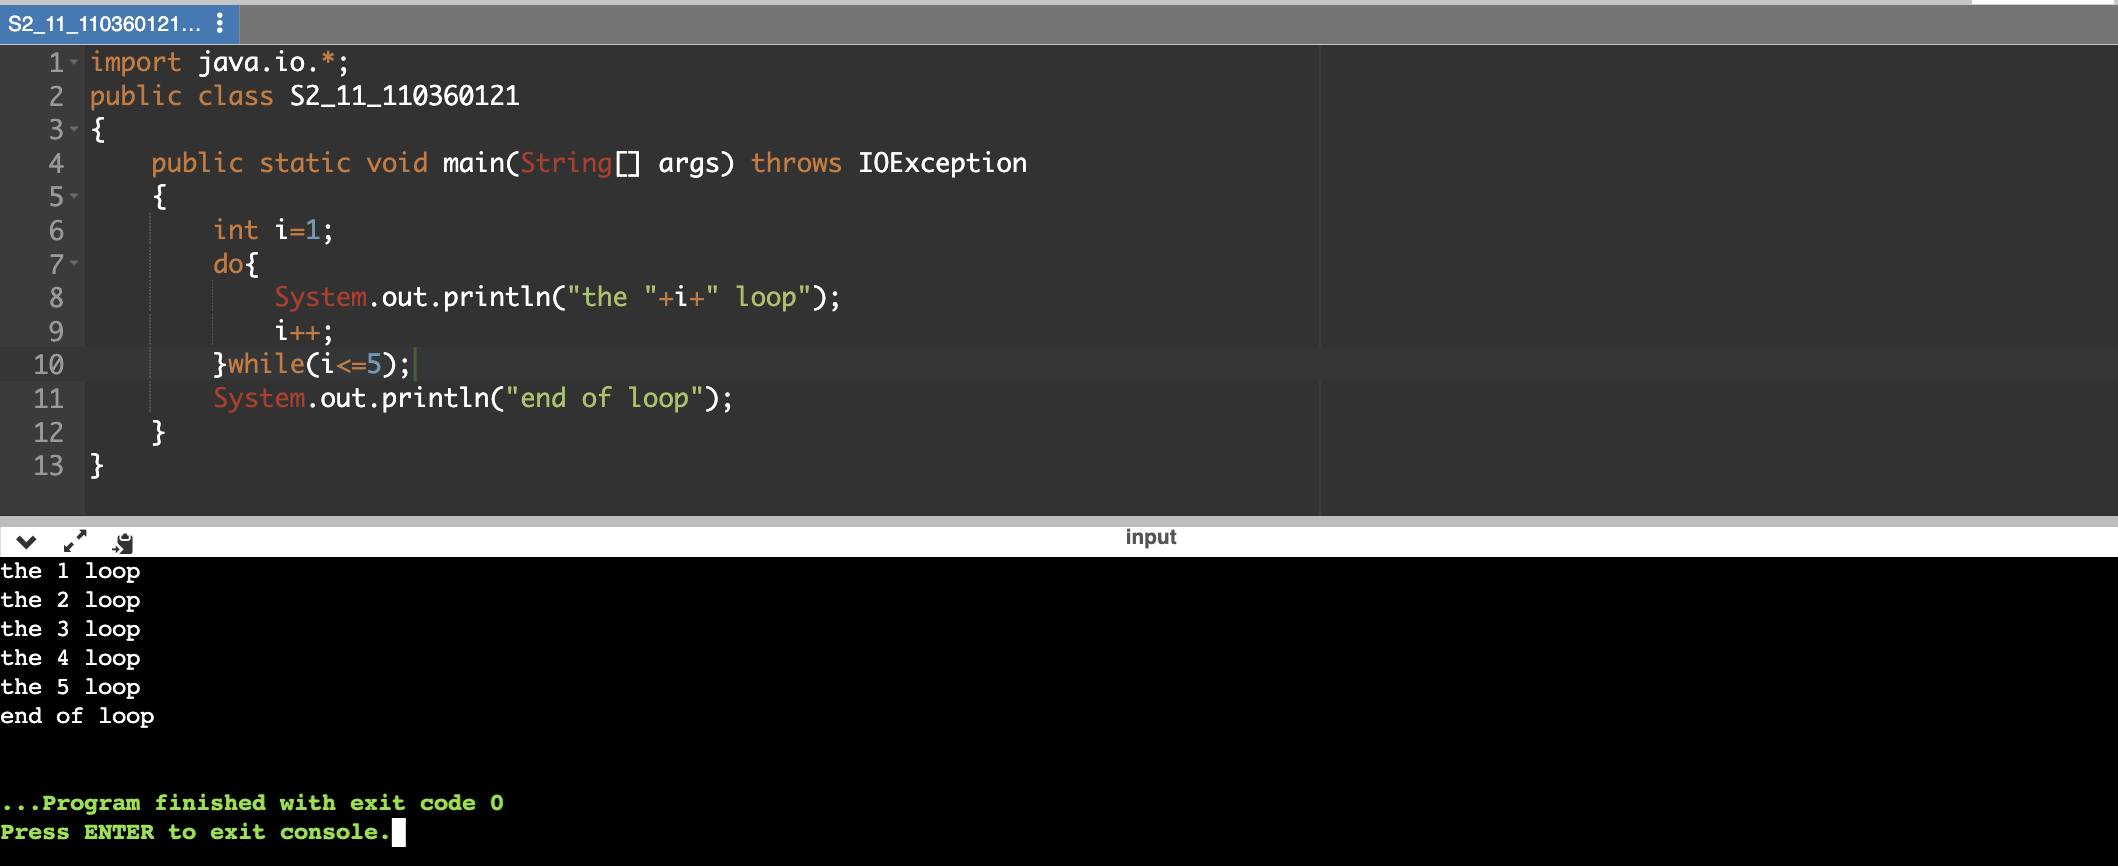 S2_11_110360121...
1 import java.io.*;
2 public class S2_11_110360121
3 {
4     public static void main(String[] args) throws IOException
5     {
6         int i=1;
7         do{
8             System.out.println("the "+i+" loop");
9             i++;
10         }while(i<=5);
11         System.out.println("end of loop");
12     }
13 }
input
the 1 loop
the 2 loop
the 3 loop
the 4 loop
the 5 loop
end of loop
...Program finished with exit code 0
Press ENTER to exit console.